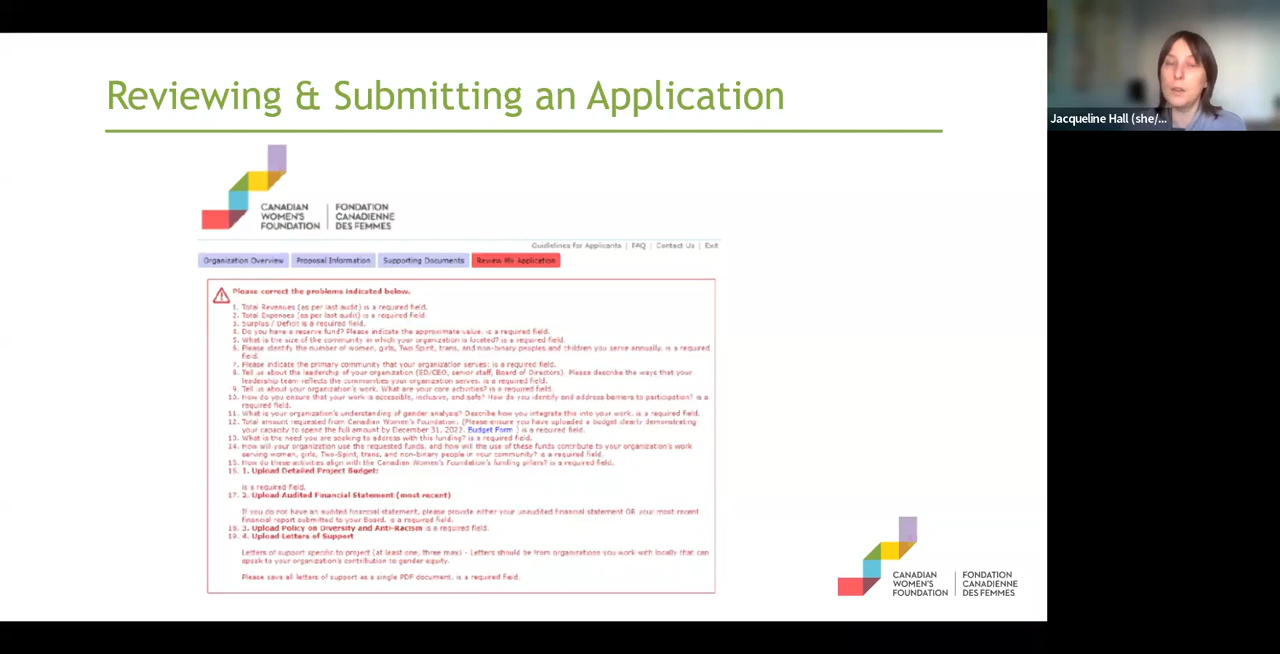 Reviewing & Submitting an Application
Jacqueline Hall (she/...
CANADIAN
WOMEN'S
FOUNDATION
FONDATION
CANADIENNE
DES FEMMES
Guidelines for Applicants | FAQ | Contact Us | Exit
Organization Overview
Proposal Information
Supporting Documents
Review My Application
Please correct the problems indicated below.
1. Total Revenues (as per last audit) is a required field.
2. Total Expenses (as per last audit) is a required field.
3. Surplus / Deficit is a required field.
4. Do you have a reserve fund? Please indicate the approximate value. is a required field.
5. What is the size of the community in which your organization is located? is a required field.
6. Please identify the number of women, girls, Two-Spirit, trans, and non-binary peoples and children you serve annually. is a required
field.
7. Please indicate the primary community that your organization serves: is a required field.
8. Tell us about the leadership of your organization (ED/CEO, senior staff, Board of Directors). Please describe the ways that your
leadership team reflects the communities your organization serves. is a required field.
9. Tell us about your organization's work. What are your core activities? is a required field.
10. How do you ensure that your work is accessible, inclusive, and safe? How do you identify and address barriers to participation? is a
required field.
11. What is your organization's understanding of gender analysis? Describe how you integrate this into your work. is a required field.
12. Total amount requested from Canadian Women's Foundation: (Please ensure you have uploaded a budget clearly demonstrating
your capacity to spend the full amount by December 31, 2022. Budget Form ) is a required field.
13. What is the need you are seeking to address with this funding? is a required field.
14. How will your organization use the requested funds, and how will the use of these funds contribute to your organization's work
serving women, girls, Two-Spirit, trans, and non-binary people in your community? is a required field.
15. How do these activities align with the Canadian Women's Foundation's funding pillars? is a required field.
16. 1. Upload Detailed Project Budget:
is a required field.
17. 2. Upload Audited Financial Statement (most recent)
If you do not have an audited financial statement, please provide either your unaudited financial statement OR your most recent
financial report submitted to your Board. is a required field.
18. 3. Upload Policy on Diversity and Anti-Racism is a required field.
19. 4. Upload Letters of Support
Letters of support specific to project (at least one, three max) - Letters should be from organizations you work with locally that can
speak to your organization's contribution to gender equity.
Please save all letters of support as a single PDF document. is a required field.
CANADIAN
WOMEN'S
FOUNDATION
FONDATION
CANADIENNE
DES FEMMES